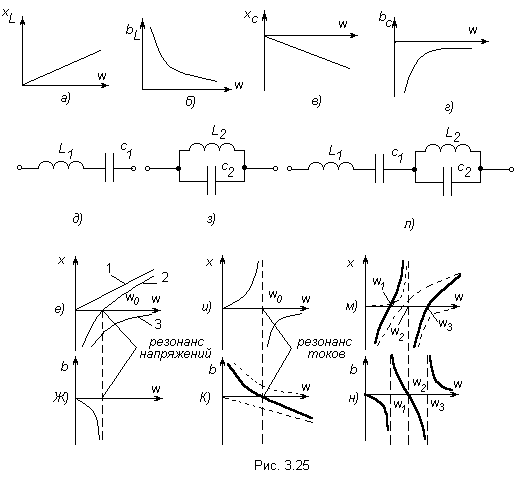 x_L w b_L w x_c w b_c w
а) б) в) г)
L_1 c_1 L_2 c_2 L_1 c_1 L_2 c_2
д) з) л)
x 1 2 w_0 w 3 е)
x w_0 w и)
x w_1 w_2 w w_3 м)
резонанс напряжений
резонанс токов
b w Ж)
b w К)
b w_1 w_2 w_3 w н)
Рис. 3.25